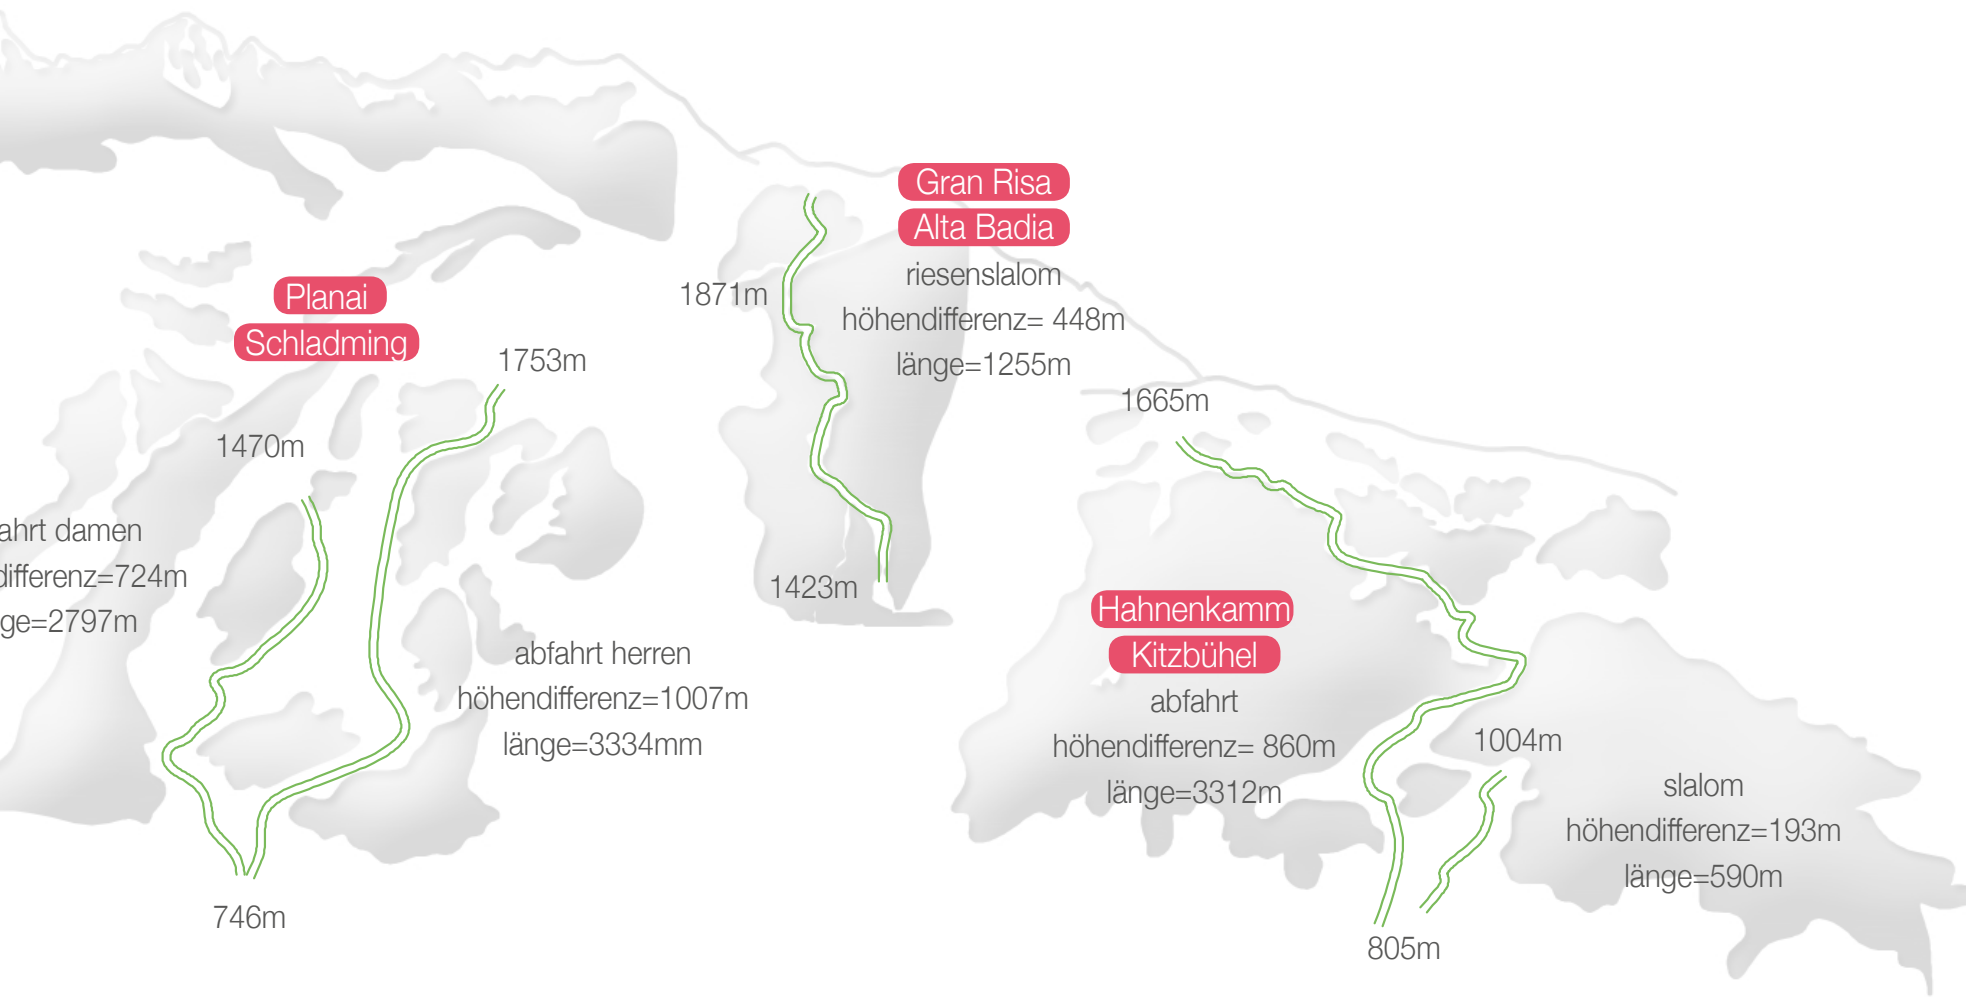 Planai
Schladming
1753m
1470m
ahrt damen
differenz=724m
ge=2797m
abfahrt herren
höhendifferenz=1007m
länge=3334mm
746m
Gran Risa
Alta Badia
riesenslalom
höhendifferenz= 448m
länge=1255m
1871m
1423m
1665m
Hahnenkamm
Kitzbühel
abfahrt
höhendifferenz= 860m
länge=3312m
1004m
slalom
höhendifferenz=193m
länge=590m
805m